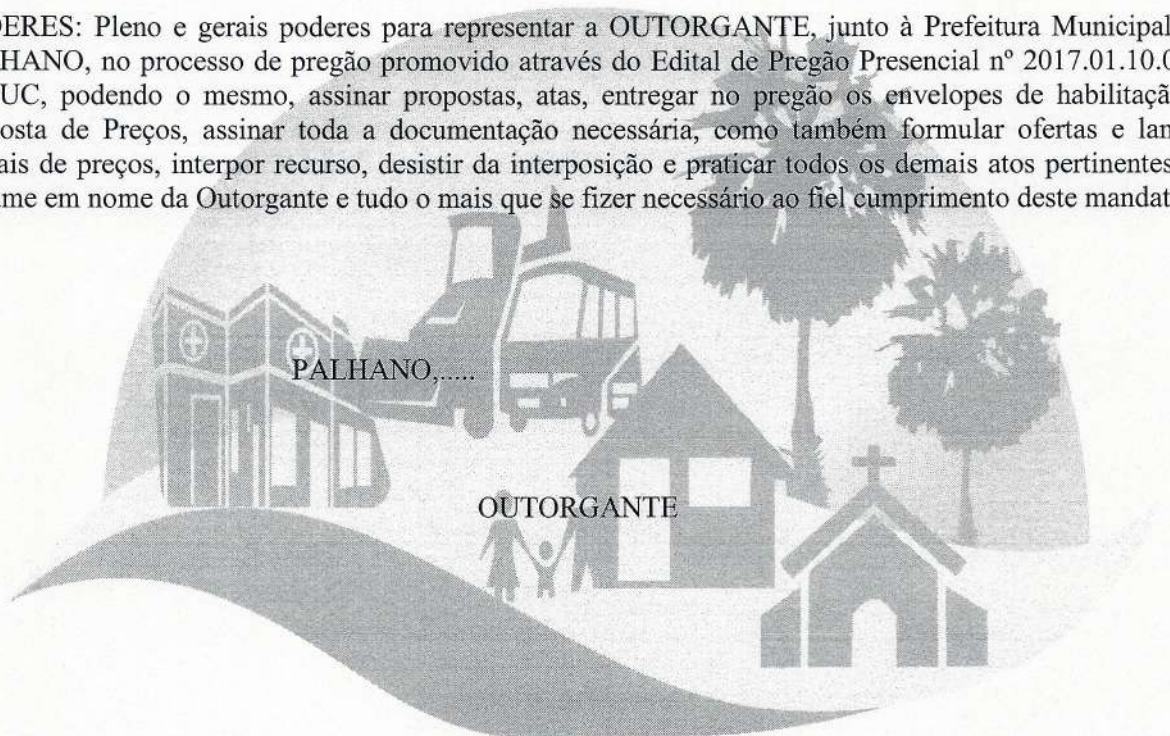 DERES: Pleno e gerais poderes para representar a OUTORGANTE, junto à Prefeitura Municipal
HANO, no processo de pregão promovido através do Edital de Pregão Presencial nº 2017.01.10.0
UC, podendo o mesmo, assinar propostas, atas, entregar no pregão os envelopes de habilitaçã
osta de Preços, assinar toda a documentação necessária, como também formular ofertas e lan
ais de preços, interpor recurso, desistir da interposição e praticar todos os demais atos pertinentes
me em nome da Outorgante e tudo o mais que se fizer necessário ao fiel cumprimento deste mandat
PALHANO,.....
OUTORGANTE